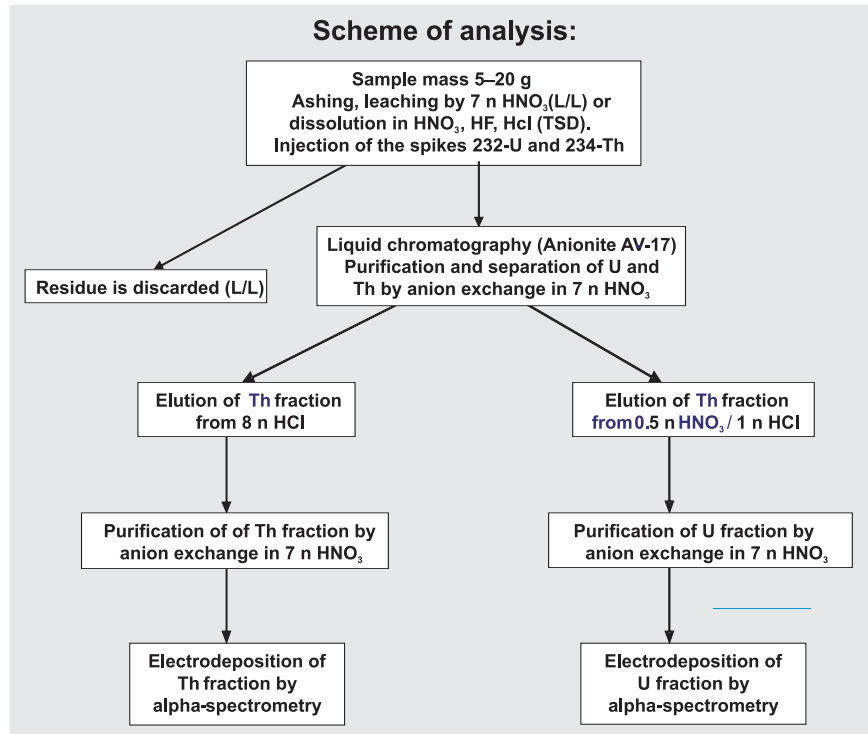 Scheme of analysis:
Sample mass 5–20 g
Ashing, leaching by 7 n HNO₃(L/L) or
dissolution in HNO₃, HF, Hcl (TSD).
Injection of the spikes 232-U and 234-Th
Liquid chromatography (Anionite AV-17)
Purification and separation of U and
Th by anion exchange in 7 n HNO₃
Residue is discarded (L/L)
Elution of Th fraction
from 8 n HCl
Elution of Th fraction
from 0.5 n HNO₃ / 1 n HCl
Purification of of Th fraction by
anion exchange in 7 n HNO₃
Purification of U fraction by
anion exchange in 7 n HNO₃
Electrodeposition of
Th fraction by
alpha-spectrometry
Electrodeposition of
U fraction by
alpha-spectrometry